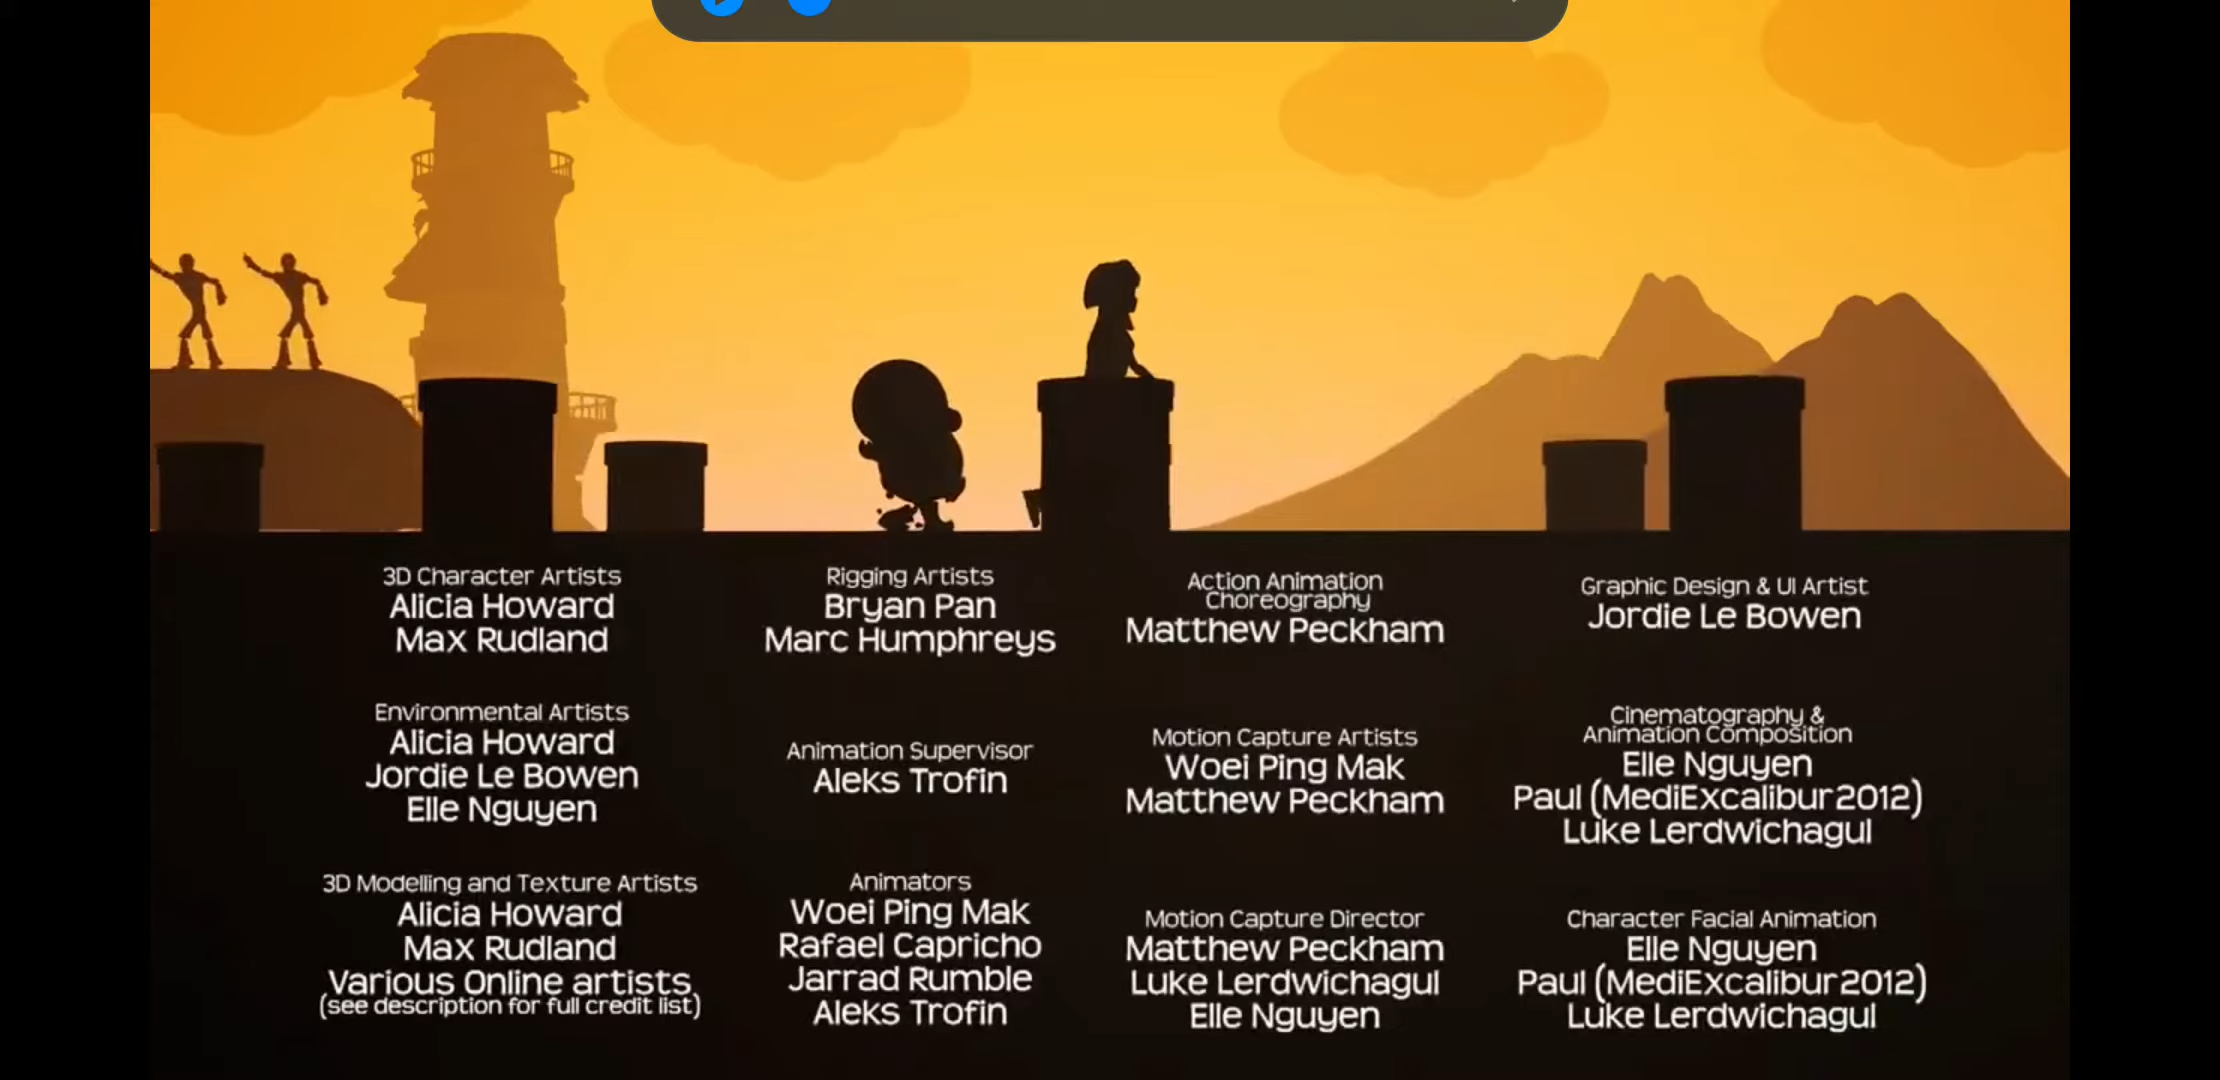 3D Character Artists
Alicia Howard
Max Rudland
Environmental Artists
Alicia Howard
Jordie Le Bowen
Elle Nguyen
3D Modelling and Texture Artists
Alicia Howard
Max Rudland
Various Online artists
(see description for full credit list)
Rigging Artists
Bryan Pan
Marc Humphreys
Animation Supervisor
Aleks Trofin
Animators
Woei Ping Mak
Rafael Capricho
Jarrad Rumble
Aleks Trofin
Action Animation
Choreography
Matthew Peckham
Motion Capture Artists
Woei Ping Mak
Matthew Peckham
Motion Capture Director
Matthew Peckham
Luke Lerdwichagul
Elle Nguyen
Graphic Design & UI Artist
Jordie Le Bowen
Cinematography &
Animation Composition
Elle Nguyen
Paul (MediExcalibur2012)
Luke Lerdwichagul
Character Facial Animation
Elle Nguyen
Paul (MediExcalibur2012)
Luke Lerdwichagul